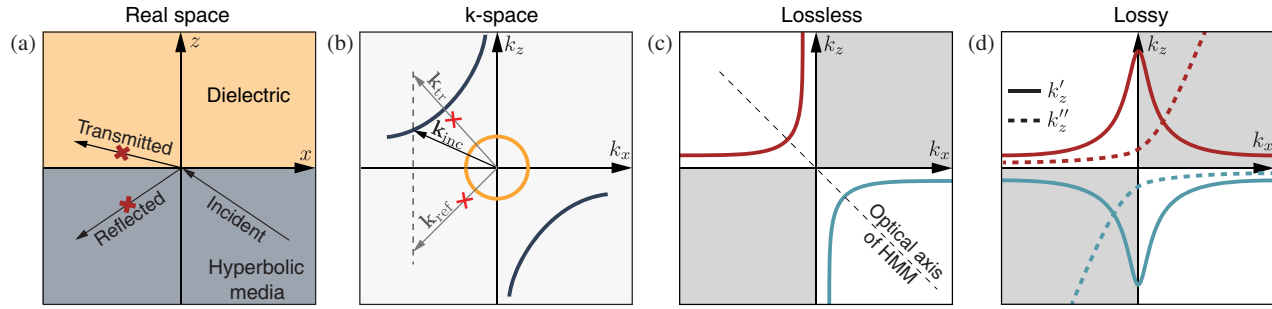 Real space
k-space
Lossless
Lossy
(a)
z
Dielectric
Transmitted
x
Reflected
Incident
Hyperbolic
media
(b)
k_z
k_tr
k_inc
k_x
k_ref
(c)
k_z
k_x
Optical axis
of HMM
(d)
k_z
k'_z
k''_z
k_x